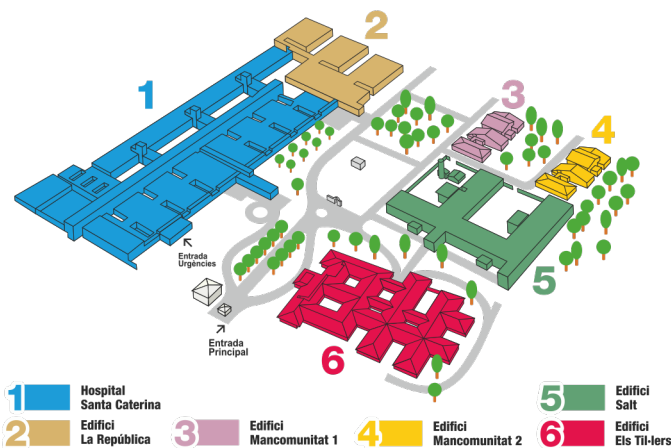 2
1
3
4
Entrada
Urgències
5
Entrada
Principal
6
1 Hospital
Santa Caterina
5 Edifici
Salt
2 Edifici
La República
3 Edifici
Mancomunitat 1
4 Edifici
Mancomunitat 2
6 Edifici
Els Til·lers